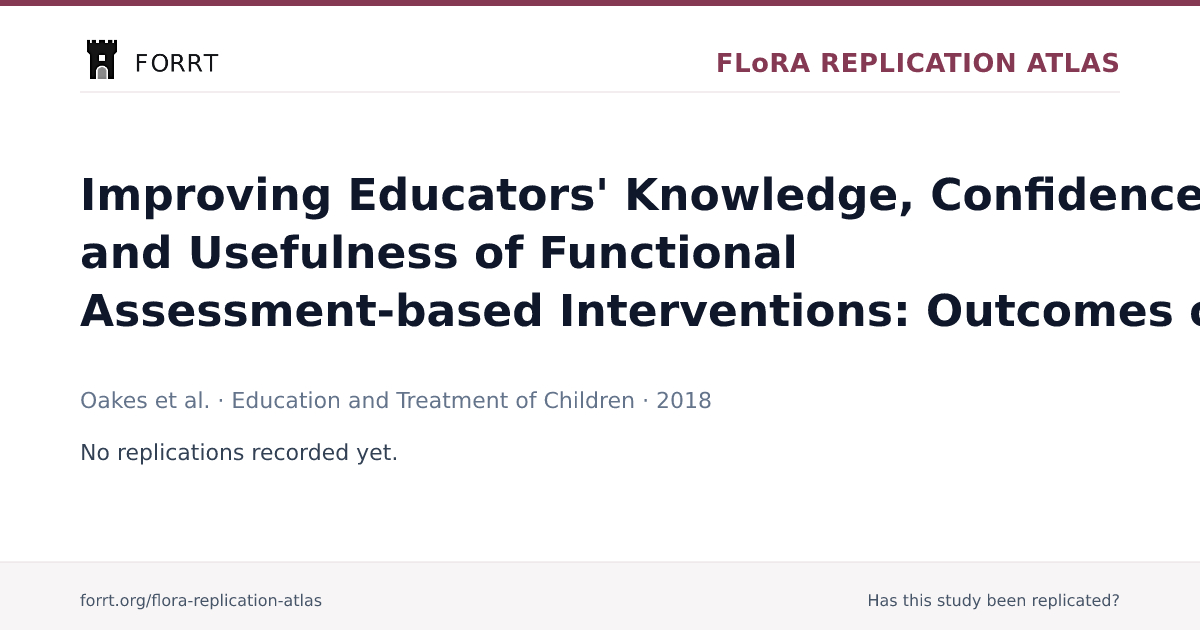 FORRT
FLoRA REPLICATION ATLAS
Improving Educators' Knowledge, Confidence
and Usefulness of Functional
Assessment-based Interventions: Outcomes
Oakes et al. · Education and Treatment of Children · 2018
No replications recorded yet.
forrt.org/flora-replication-atlas
Has this study been replicated?